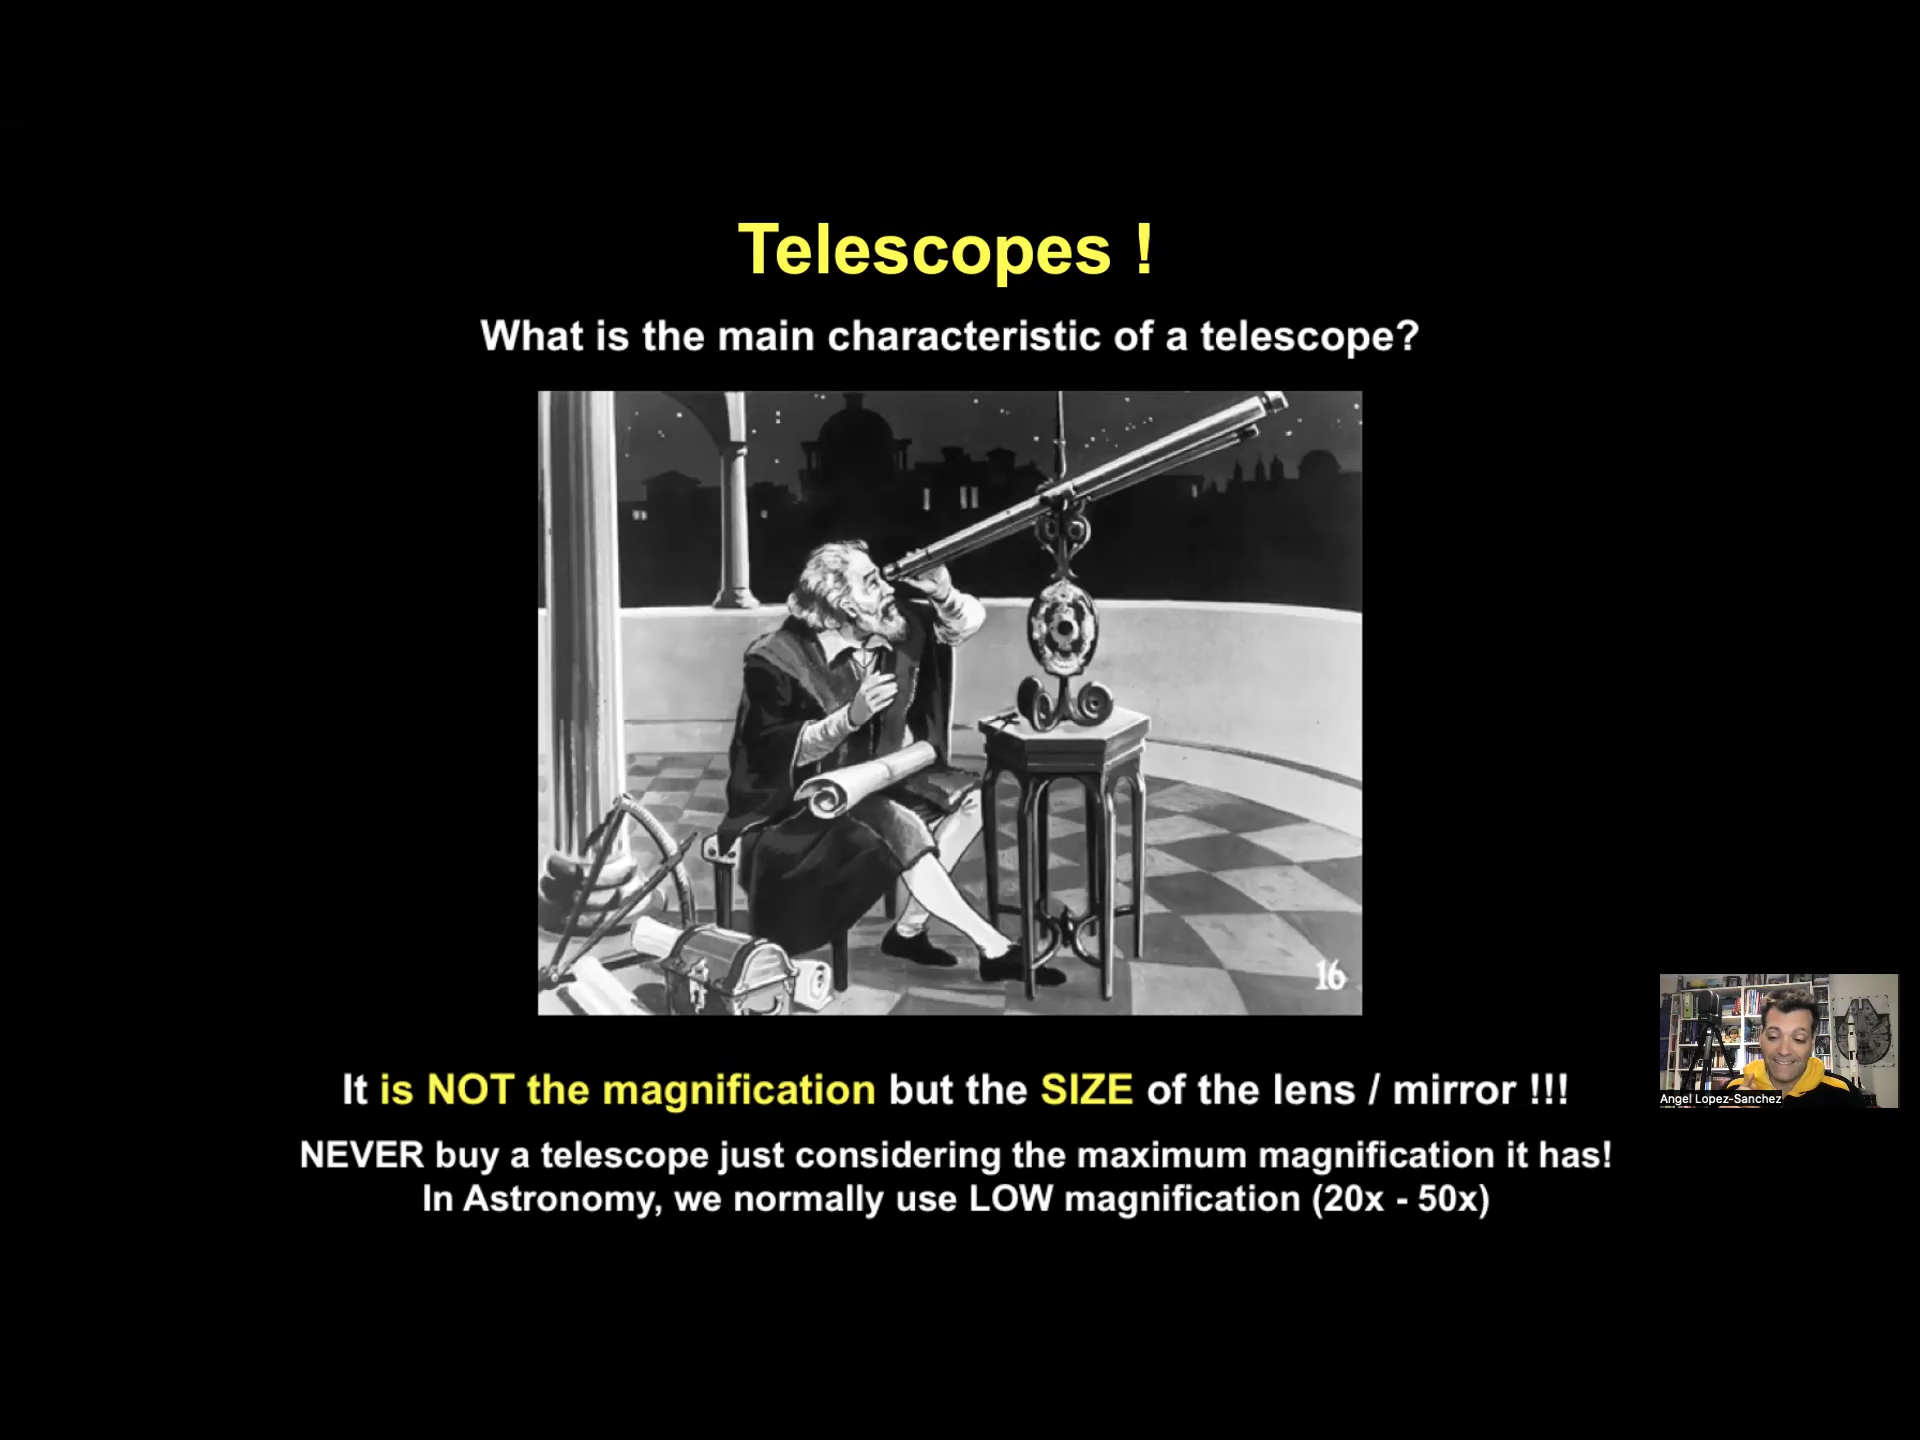 Telescopes !
What is the main characteristic of a telescope?
16
It is NOT the magnification but the SIZE of the lens / mirror !!!
Angel Lopez-Sanchez
NEVER buy a telescope just considering the maximum magnification it has!
In Astronomy, we normally use LOW magnification (20x - 50x)